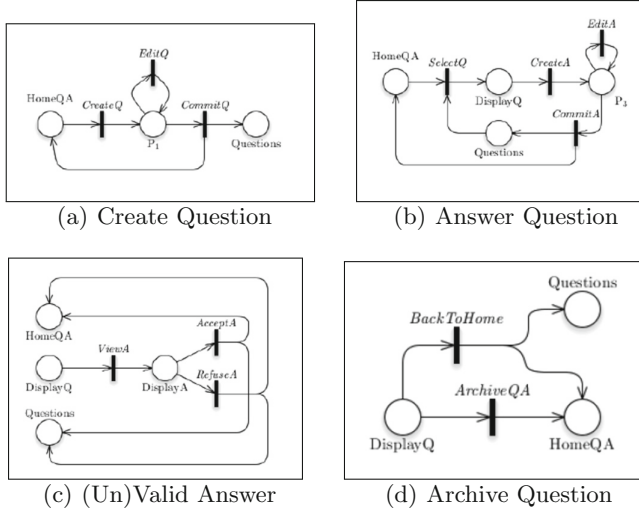 EditQ
HomeQA
CreateQ
CommitQ
P1
Questions
(a) Create Question
EditA
HomeQA
SelectQ
CreateA
DisplayQ
P3
CommitA
Questions
(b) Answer Question
AcceptA
HomeQA
ViewA
DisplayQ
DisplayA
RefuseA
Questions
(c) (Un)Valid Answer
Questions
BackToHome
ArchiveQA
DisplayQ
HomeQA
(d) Archive Question